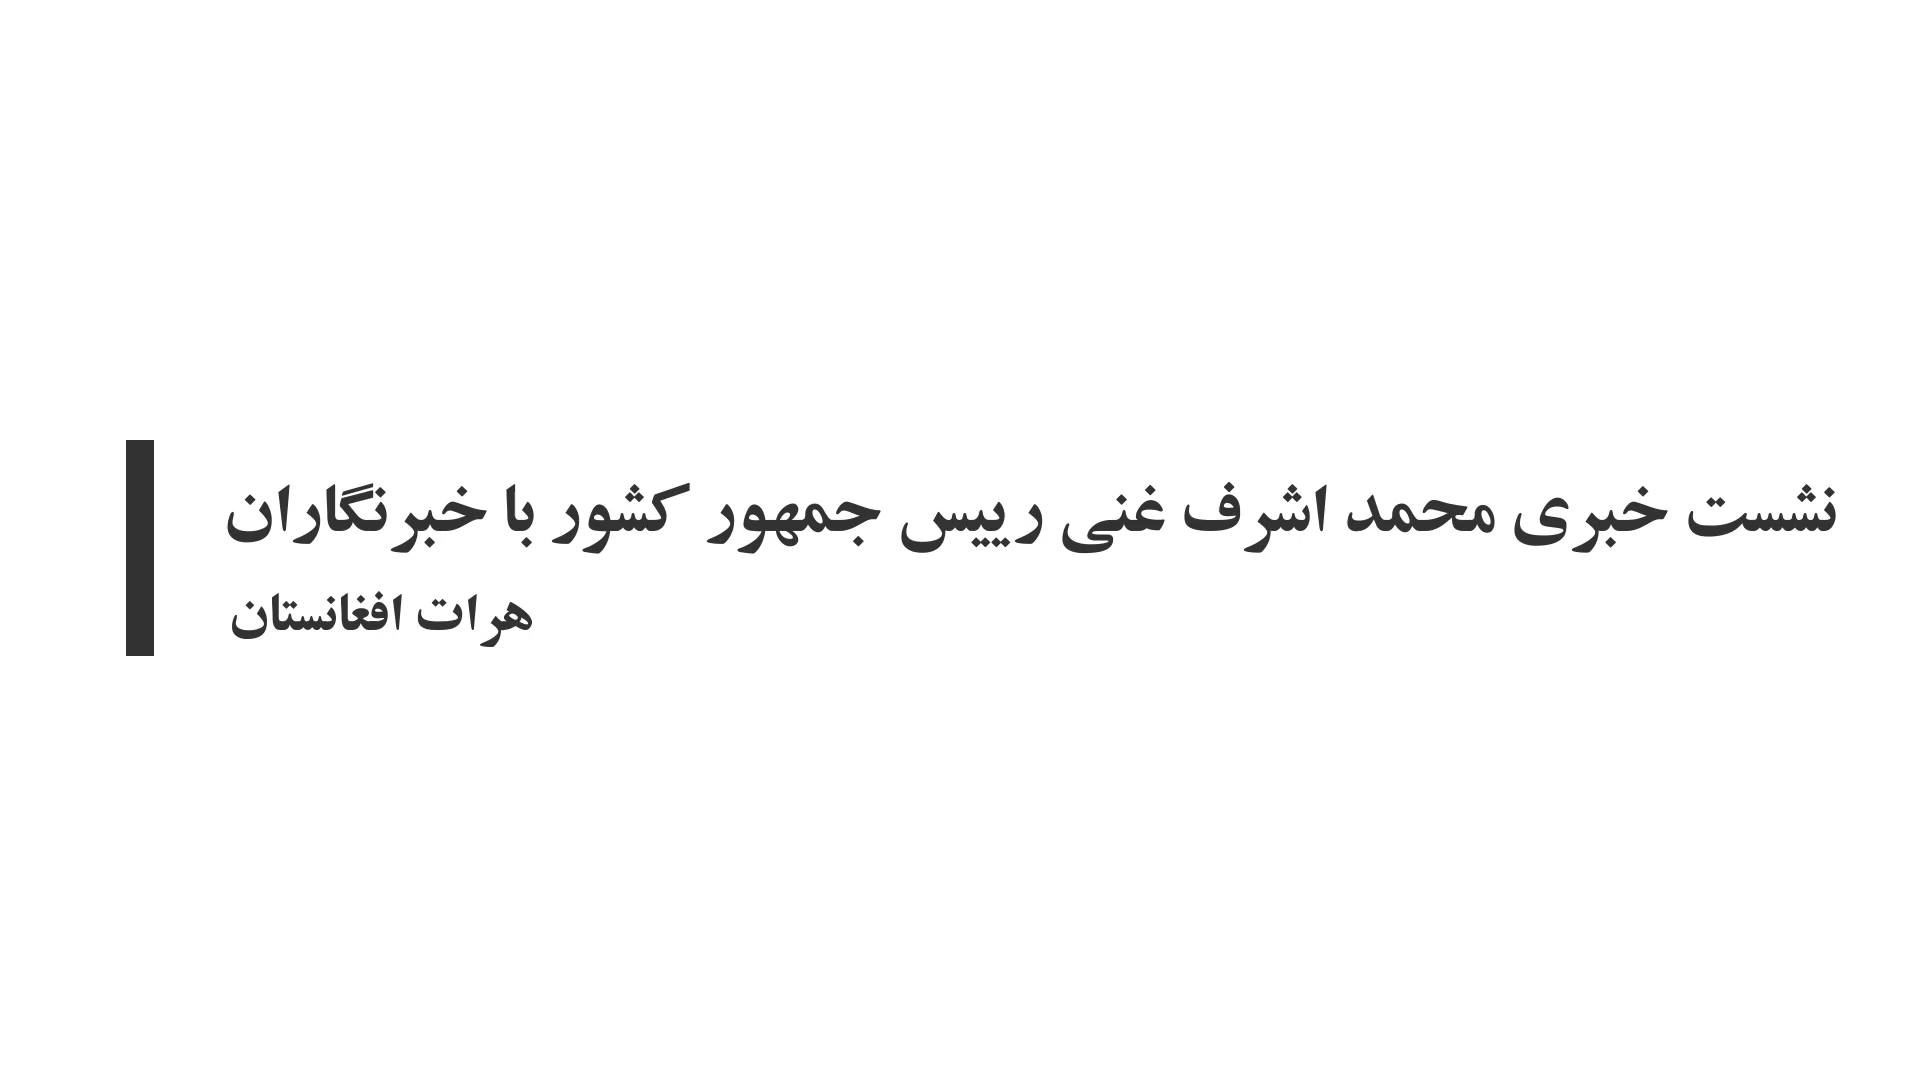 نشست خبری محمد اشرف غنی رییس جمهور کشور با خبرنگاران
هرات افغانستان